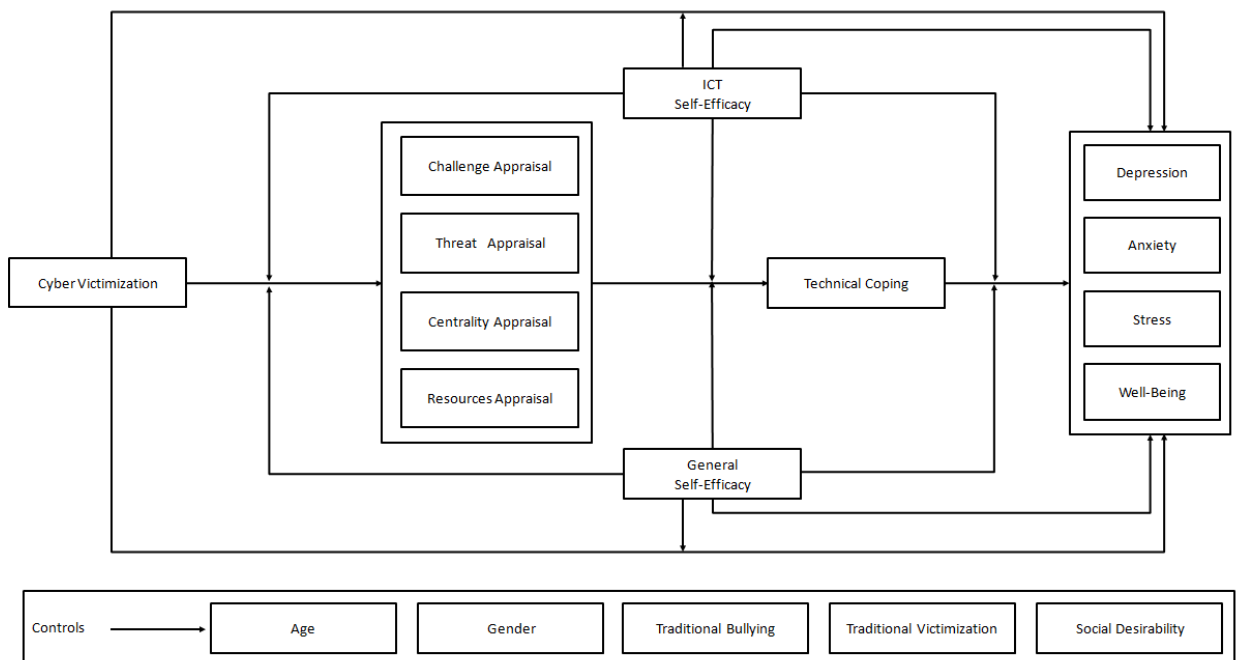 ICT
Self-Efficacy
Challenge Appraisal
Threat Appraisal
Centrality Appraisal
Resources Appraisal
Cyber Victimization
Technical Coping
Depression
Anxiety
Stress
Well-Being
General
Self-Efficacy
Controls
Age
Gender
Traditional Bullying
Traditional Victimization
Social Desirability